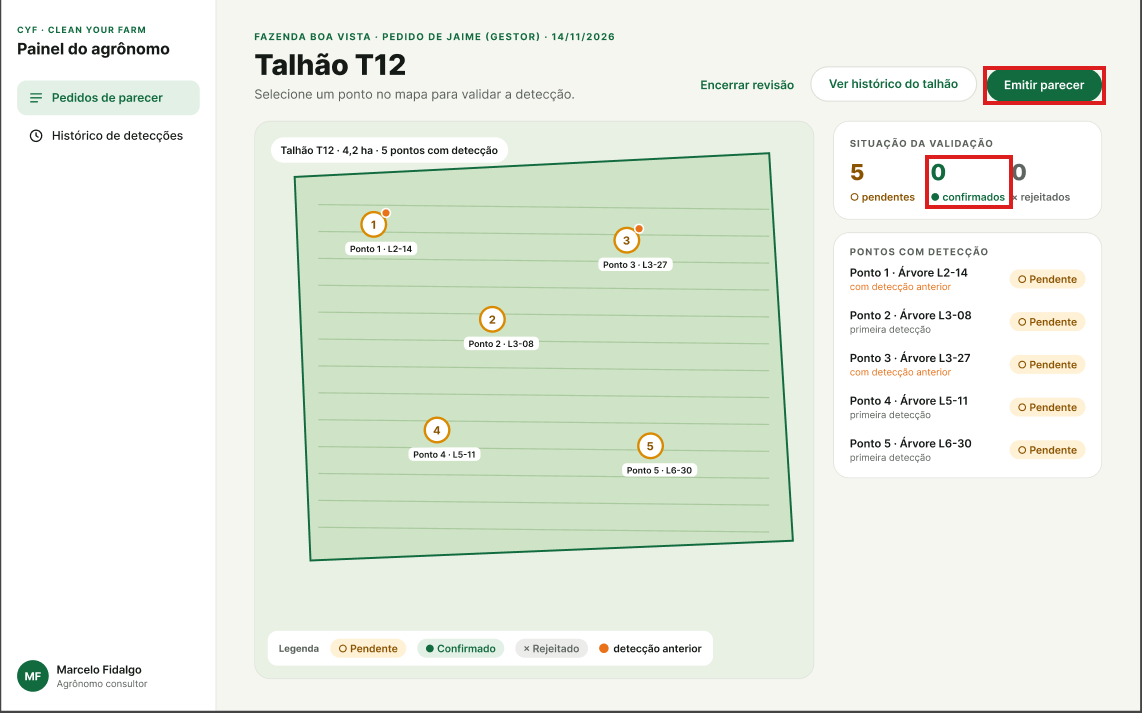 CYF · CLEAN YOUR FARM
Painel do agrônomo
Pedidos de parecer
Histórico de detecções
MF
Marcelo Fidalgo
Agrônomo consultor
FAZENDA BOA VISTA · PEDIDO DE JAIME (GESTOR) · 14/11/2026
Talhão T12
Selecione um ponto no mapa para validar a detecção.
Encerrar revisão
Ver histórico do talhão
Emitir parecer
Talhão T12 · 4,2 ha · 5 pontos com detecção
1
Ponto 1 · L2-14
3
Ponto 3 · L3-27
2
Ponto 2 · L3-08
4
Ponto 4 · L5-11
5
Ponto 5 · L6-30
Legenda
Pendente
Confirmado
× Rejeitado
detecção anterior
SITUAÇÃO DA VALIDAÇÃO
5
pendentes
0
confirmados
0
× rejeitados
PONTOS COM DETECÇÃO
Ponto 1 · Árvore L2-14
com detecção anterior
Pendente
Ponto 2 · Árvore L3-08
primeira detecção
Pendente
Ponto 3 · Árvore L3-27
com detecção anterior
Pendente
Ponto 4 · Árvore L5-11
primeira detecção
Pendente
Ponto 5 · Árvore L6-30
primeira detecção
Pendente